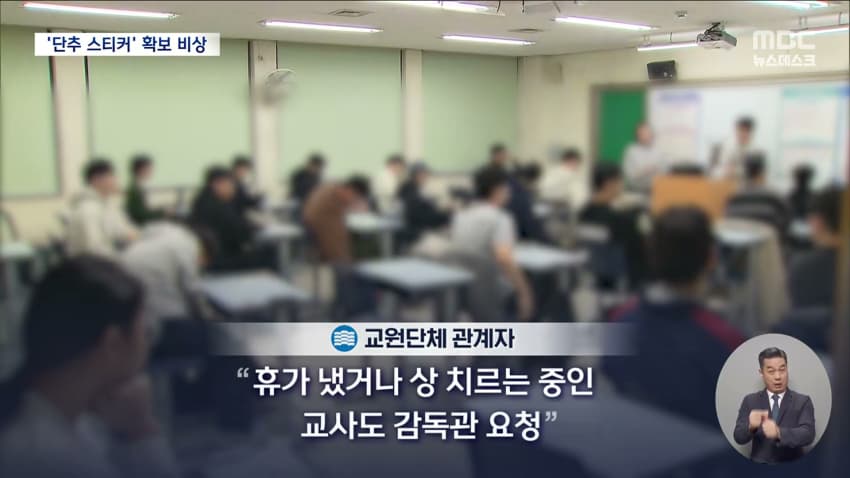 '단추 스티커' 확보 비상
MBC
뉴스데스크
교원단체 관계자
“휴가 냈거나 상 치르는 중인
교사도 감독관 요청”